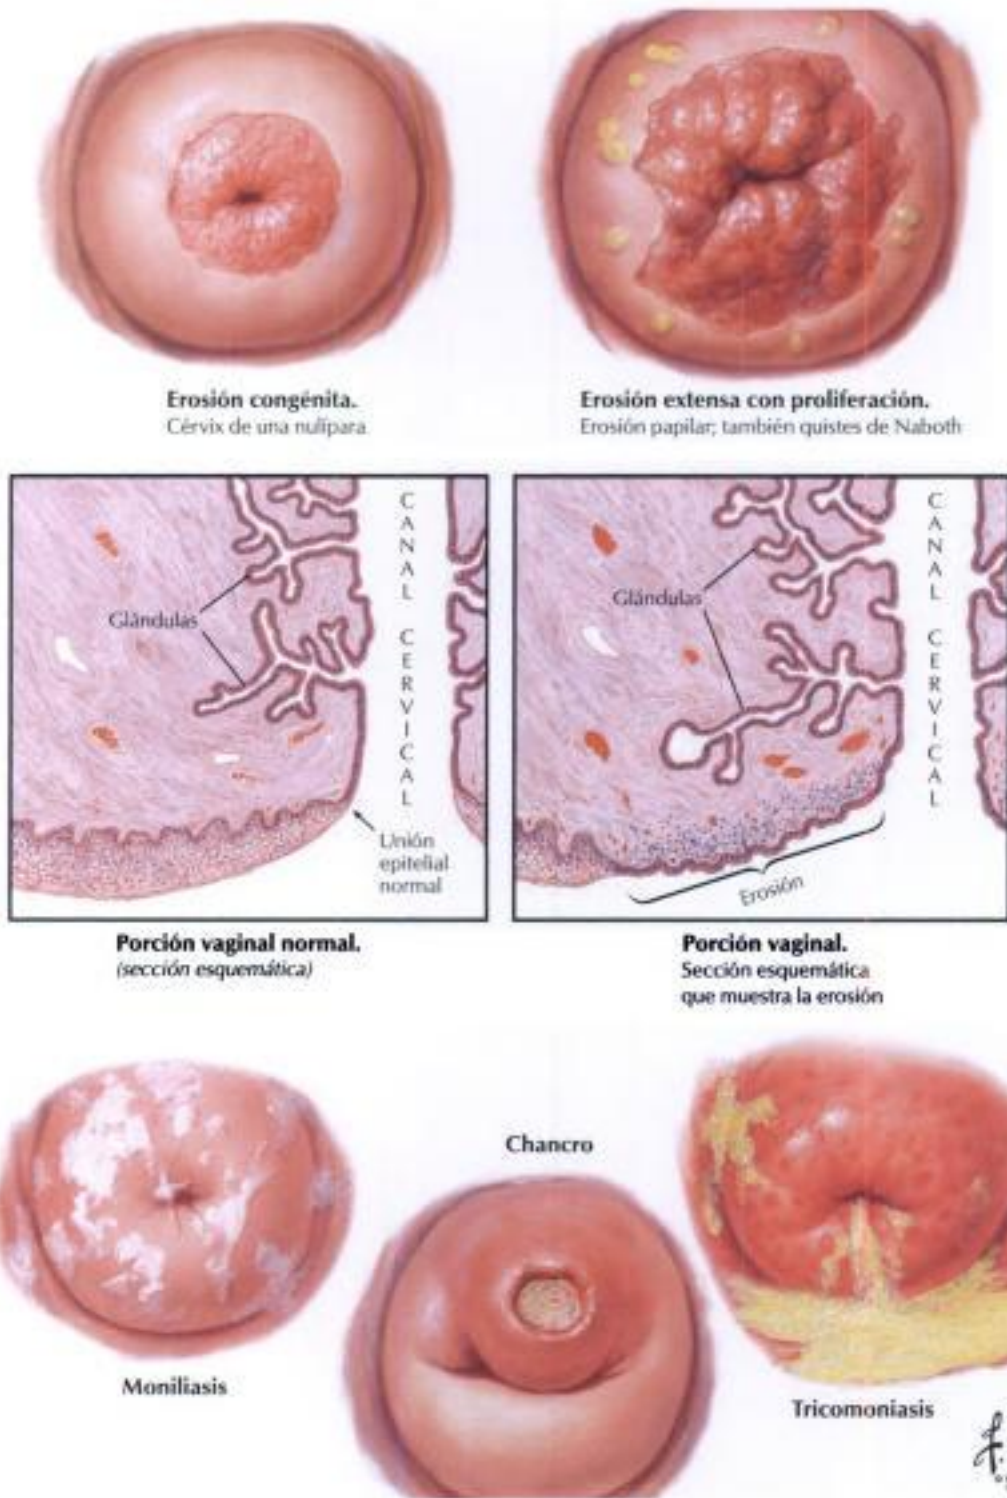 Erosión congénita.
Cérvix de una nulípara
Erosión extensa con proliferación.
Erosión papilar; también quistes de Naboth
Glándulas
CANAL CERVICAL
Unión
epitelial
normal
Glándulas
CANAL CERVICAL
Erosión
Porción vaginal normal.
(sección esquemática)
Porción vaginal.
Sección esquemática
que muestra la erosión
Moniliasis
Chancro
Tricomoniasis